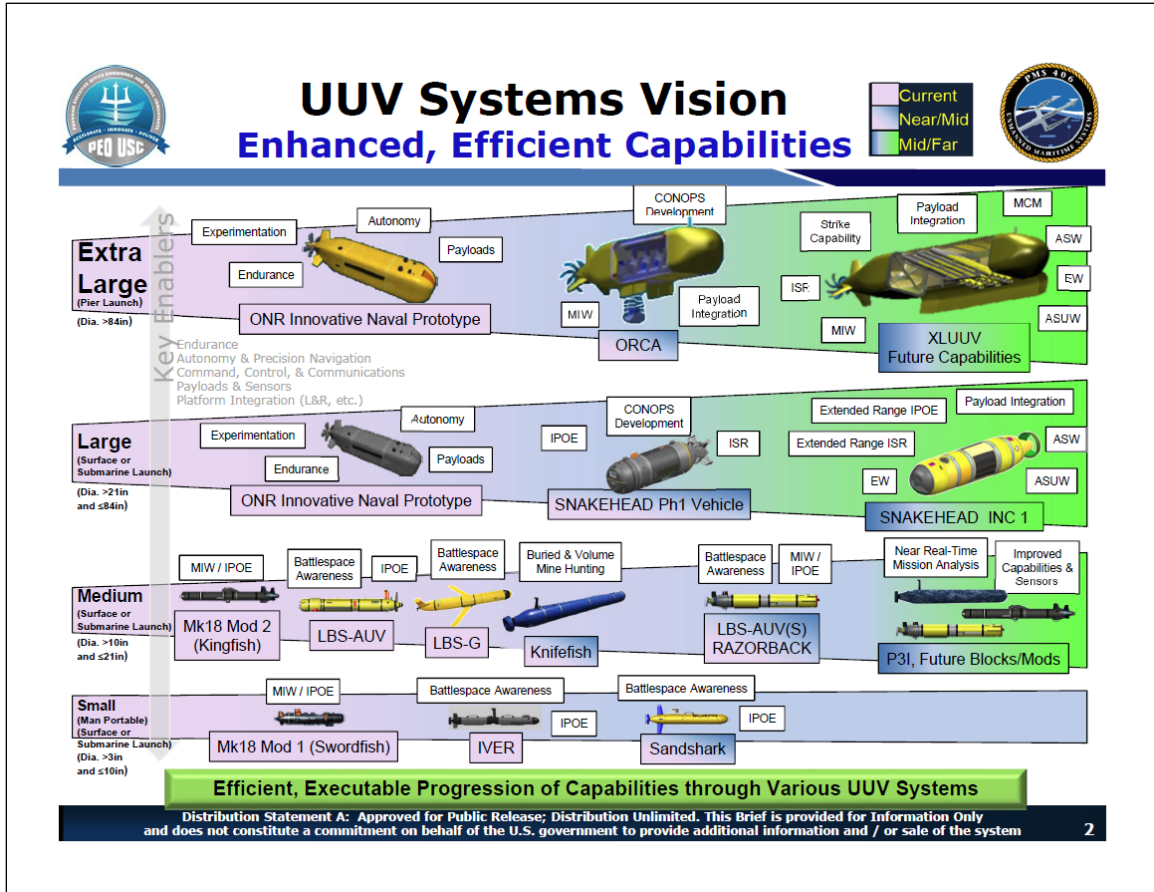 UUV Systems Vision
Enhanced, Efficient Capabilities
PEO USC
ACCELERATE - INNOVATE - DELIVER
Current
Near/Mid
Mid/Far
PMS 406
UNMANNED MARITIME SYSTEMS
Key Enablers
Extra
Large
(Pier Launch)
(Dia. >84in)
Experimentation
Autonomy
Payloads
Endurance
ONR Innovative Naval Prototype
CONOPS
Development
MIW
Payload
Integration
ORCA
Strike
Capability
Payload
Integration
MCM
ASW
ISR
EW
MIW
ASUW
XLUUV
Future Capabilities
Endurance
Autonomy & Precision Navigation
Command, Control, & Communications
Payloads & Sensors
Platform Integration (L&R, etc.)
Large
(Surface or
Submarine Launch)
(Dia. >21in
and ≤84in)
Experimentation
Autonomy
Payloads
Endurance
ONR Innovative Naval Prototype
IPOE
CONOPS
Development
ISR
SNAKEHEAD Ph1 Vehicle
Extended Range IPOE
Payload Integration
Extended Range ISR
ASW
EW
ASUW
SNAKEHEAD INC 1
Medium
(Surface or
Submarine Launch)
(Dia. >10in
and ≤21in)
MIW / IPOE
Mk18 Mod 2
(Kingfish)
Battlespace
Awareness
IPOE
LBS-AUV
Battlespace
Awareness
LBS-G
Buried & Volume
Mine Hunting
Knifefish
Battlespace
Awareness
MIW /
IPOE
LBS-AUV(S)
RAZORBACK
Near Real-Time
Mission Analysis
Improved
Capabilities &
Sensors
P3I, Future Blocks/Mods
Small
(Man Portable)
(Surface or
Submarine Launch)
(Dia. >3in
and ≤10in)
MIW / IPOE
Mk18 Mod 1 (Swordfish)
Battlespace Awareness
IPOE
IVER
Battlespace Awareness
IPOE
Sandshark
Efficient, Executable Progression of Capabilities through Various UUV Systems
Distribution Statement A: Approved for Public Release; Distribution Unlimited. This Brief is provided for Information Only
and does not constitute a commitment on behalf of the U.S. government to provide additional information and / or sale of the system
2